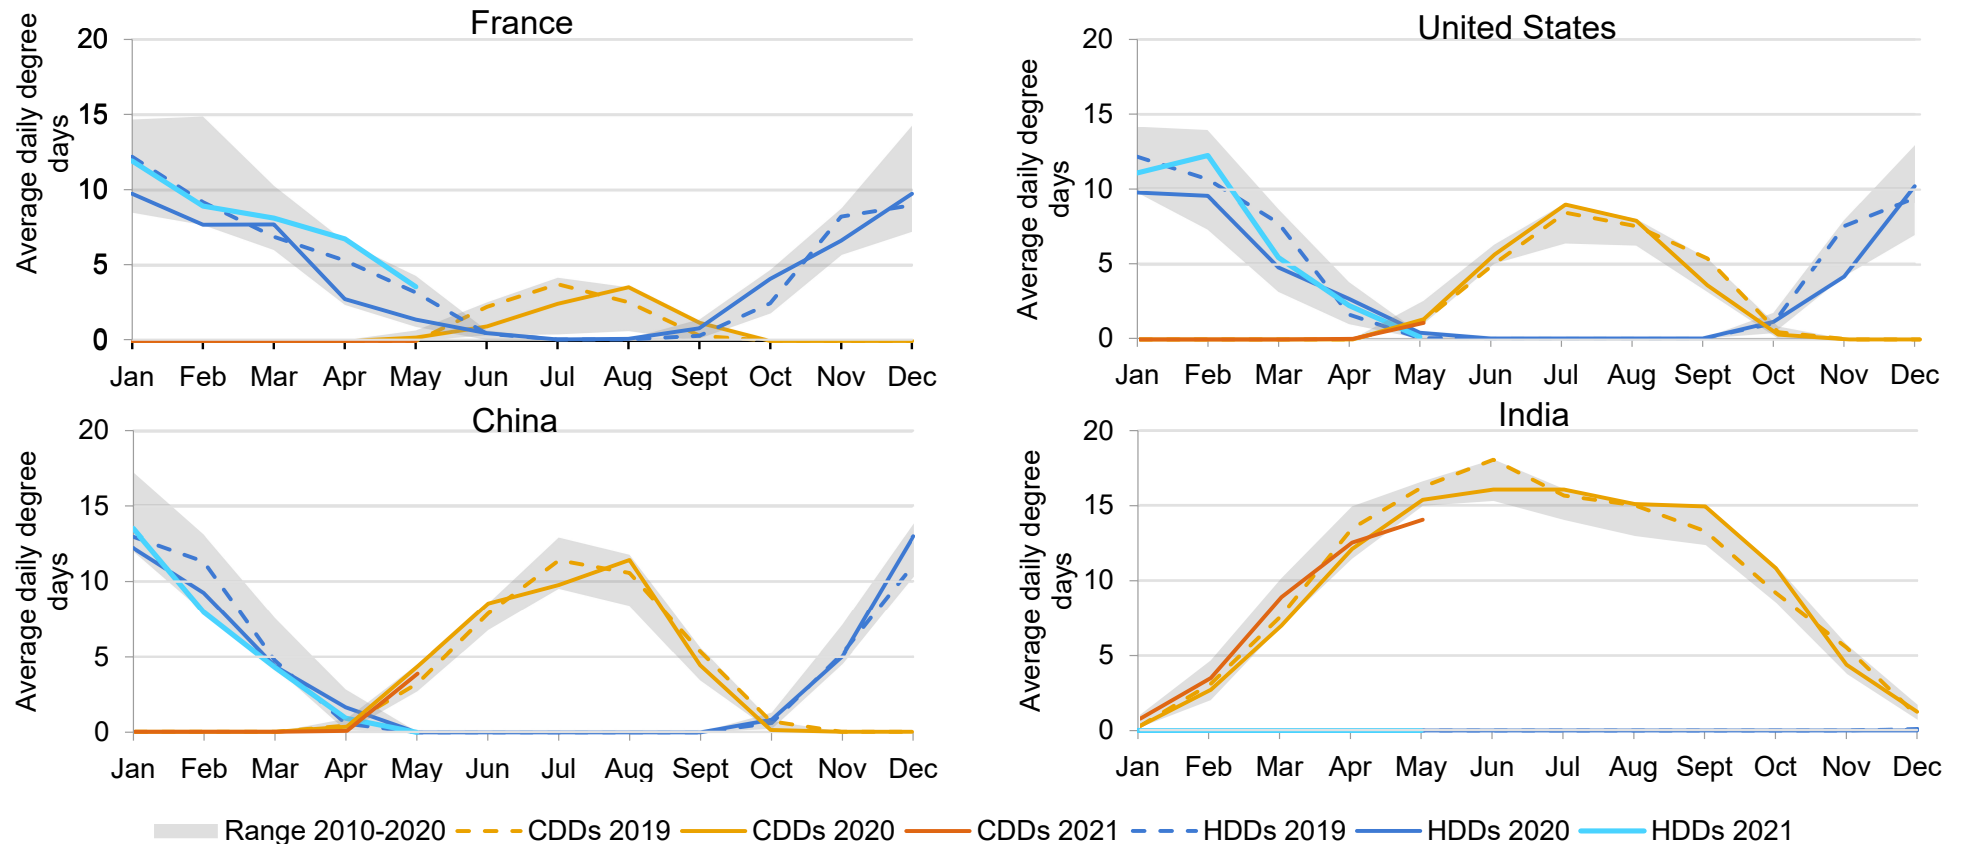 France
Average daily degree
days
20
15
10
5
0
Jan Feb Mar Apr May Jun Jul Aug Sept Oct Nov Dec
United States
Average daily degree
days
20
15
10
5
0
Jan Feb Mar Apr May Jun Jul Aug Sept Oct Nov Dec
China
Average daily degree
days
20
15
10
5
0
Jan Feb Mar Apr May Jun Jul Aug Sept Oct Nov Dec
India
Average daily degree
days
20
15
10
5
0
Jan Feb Mar Apr May Jun Jul Aug Sept Oct Nov Dec
Range 2010-2020 CDDs 2019 CDDs 2020 CDDs 2021 HDDs 2019 HDDs 2020 HDDs 2021